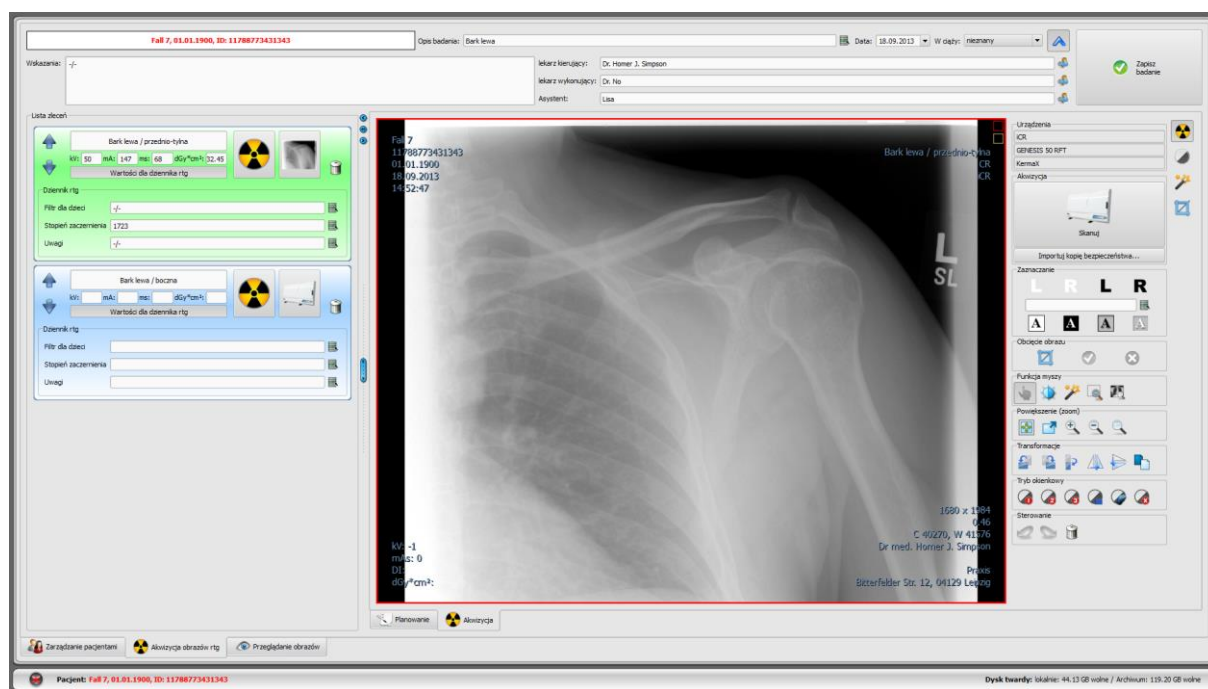 Fall 7, 01.01.1900, ID: 11788773431343
Opis badania: Bark lewa
Data: 18.09.2013
W ciąży: nieznany
Wskazania: -/-
lekarz kierujący: Dr. Homer J. Simpson
lekarz wykonujący: Dr. No
Asystent: Lisa
Zapisz badanie
Lista zleceń
Bark lewa / przednio-tylna
kV: 50 mA: 147 ms: 68 dGy*cm²: 32.45
Wartości dla dziennika rtg
Dziennik rtg
Filtr dla dzieci -/-
Stopień zaczernienia 1723
Uwagi -/-
Bark lewa / boczna
kV: mA: ms: dGy*cm²:
Wartości dla dziennika rtg
Dziennik rtg
Filtr dla dzieci
Stopień zaczernienia
Uwagi
Fall 7
11788773431343
01.01.1900
18.09.2013
14:52:47
Bark lewa / przednio-tylna
CR
iCR
L
SL
kV: -1
mAs: 0
DI:
dGy*cm²:
1680 x 1984
0.46
C 40270, W 41576
Dr med. Homer J. Simpson
Praxis
Bitterfelder Str. 12, 04129 Leipzig
Urządzenia
iCR
GENESIS 50 RPT
KermaX
Akwizycja
Skanuj
Importuj kopię bezpieczeństwa...
Zaznaczanie
L R L R
A A A A
Obcięcie obrazu
Funkcja myszy
Powiększenie (zoom)
Transformacje
Tryb okienkowy
Sterowanie
Planowanie
Akwizycja
Zarządzanie pacjentami
Akwizycja obrazów rtg
Przeglądanie obrazów
Pacjent: Fall 7, 01.01.1900, ID: 11788773431343
Dysk twardy: lokalnie: 44.13 GB wolne / Archiwum: 119.20 GB wolne